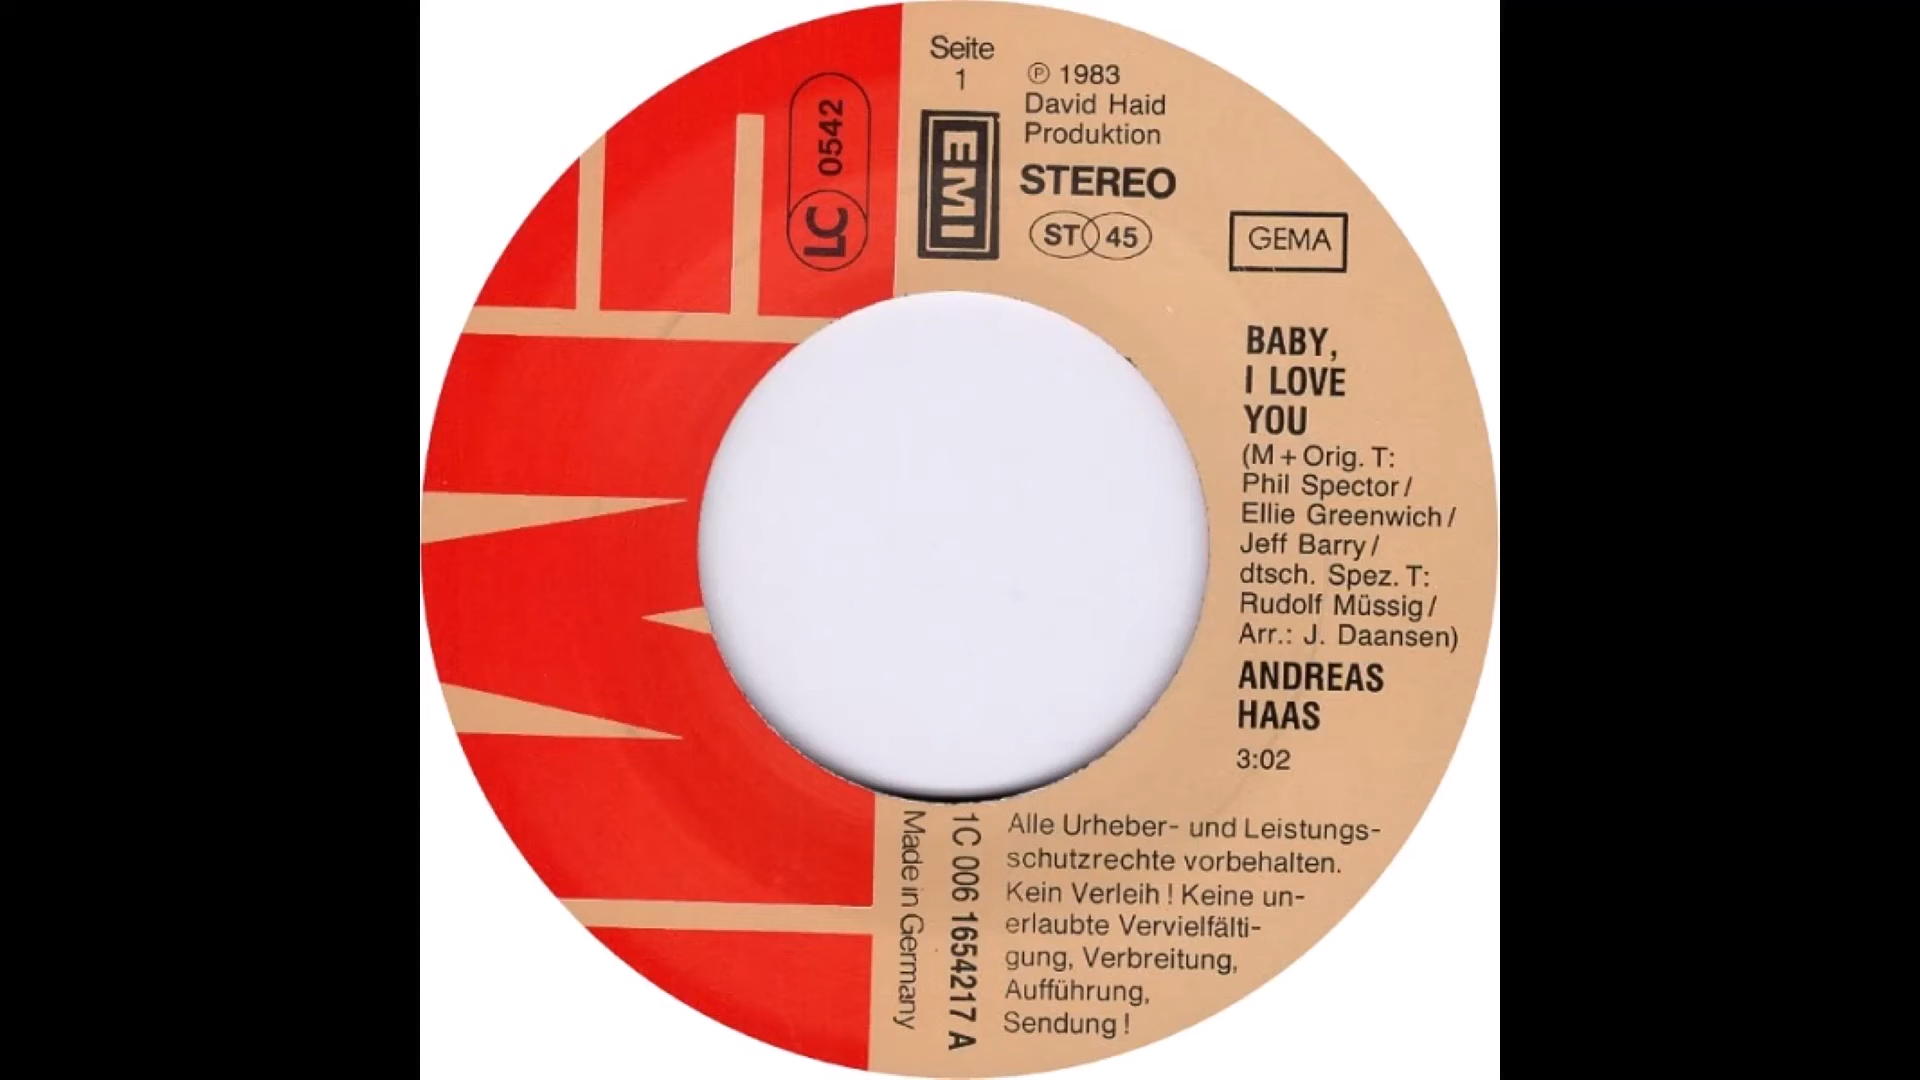 Seite
1
℗ 1983
David Haid
Produktion
STEREO
ST 45
EMI
LC 0542
GEMA
BABY,
I LOVE
YOU
(M + Orig. T:
Phil Spector /
Ellie Greenwich /
Jeff Barry /
dtsch. Spez. T:
Rudolf Müssig /
Arr.: J. Daansen)
ANDREAS
HAAS
3:02
Alle Urheber- und Leistungs-
schutzrechte vorbehalten.
Kein Verleih ! Keine un-
erlaubte Vervielfälti-
gung, Verbreitung,
Aufführung,
Sendung !
1C 006 1654217 A
Made in Germany